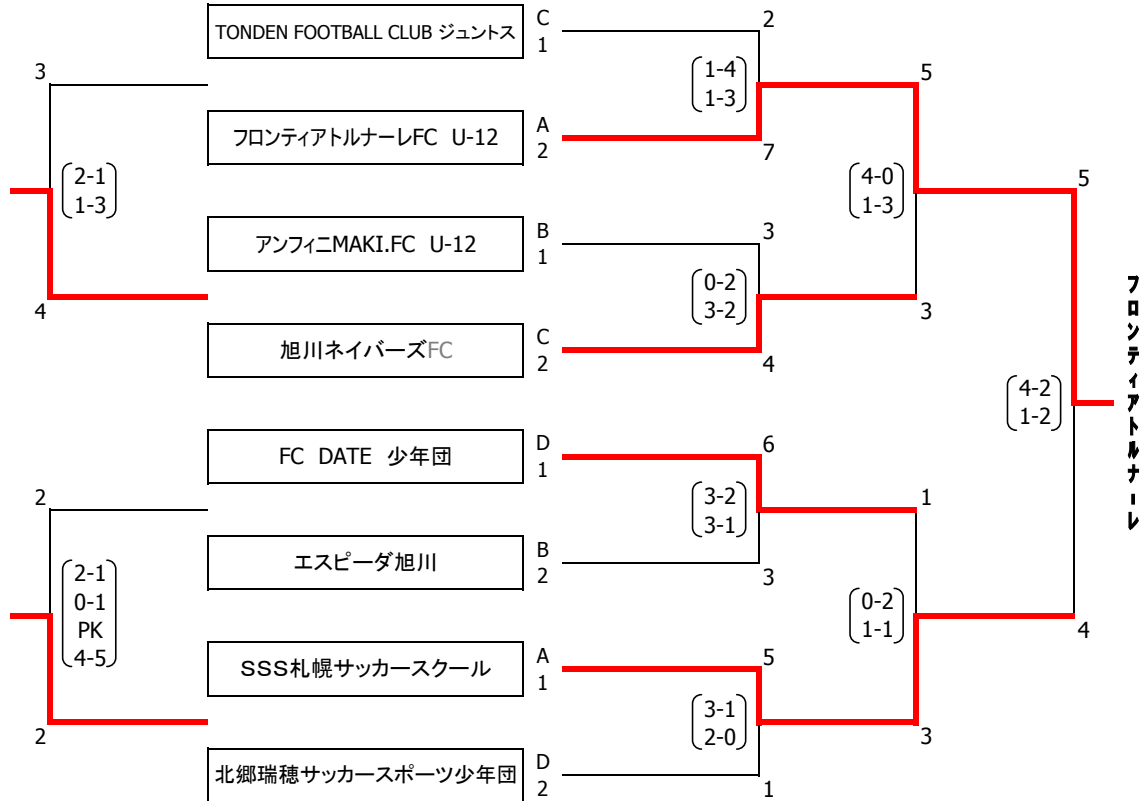 TONDEN FOOTBALL CLUB ジュントス
C
1
2
3
1-4
1-3
5
フロンティアトルナーレFC U-12
A
2
7
2-1
1-3
4-0
1-3
5
アンフィニMAKI.FC U-12
B
1
3
4
0-2
3-2
3
旭川ネイバーズFC
C
2
4
4-2
1-2
フロンティアトルナーレ
FC DATE 少年団
D
1
6
2
3-2
3-1
1
エスピーダ旭川
B
2
3
2-1
0-1
PK
4-5
0-2
1-1
4
SSS札幌サッカースクール
A
1
5
2
3-1
2-0
3
北郷瑞穂サッカースポーツ少年団
D
2
1